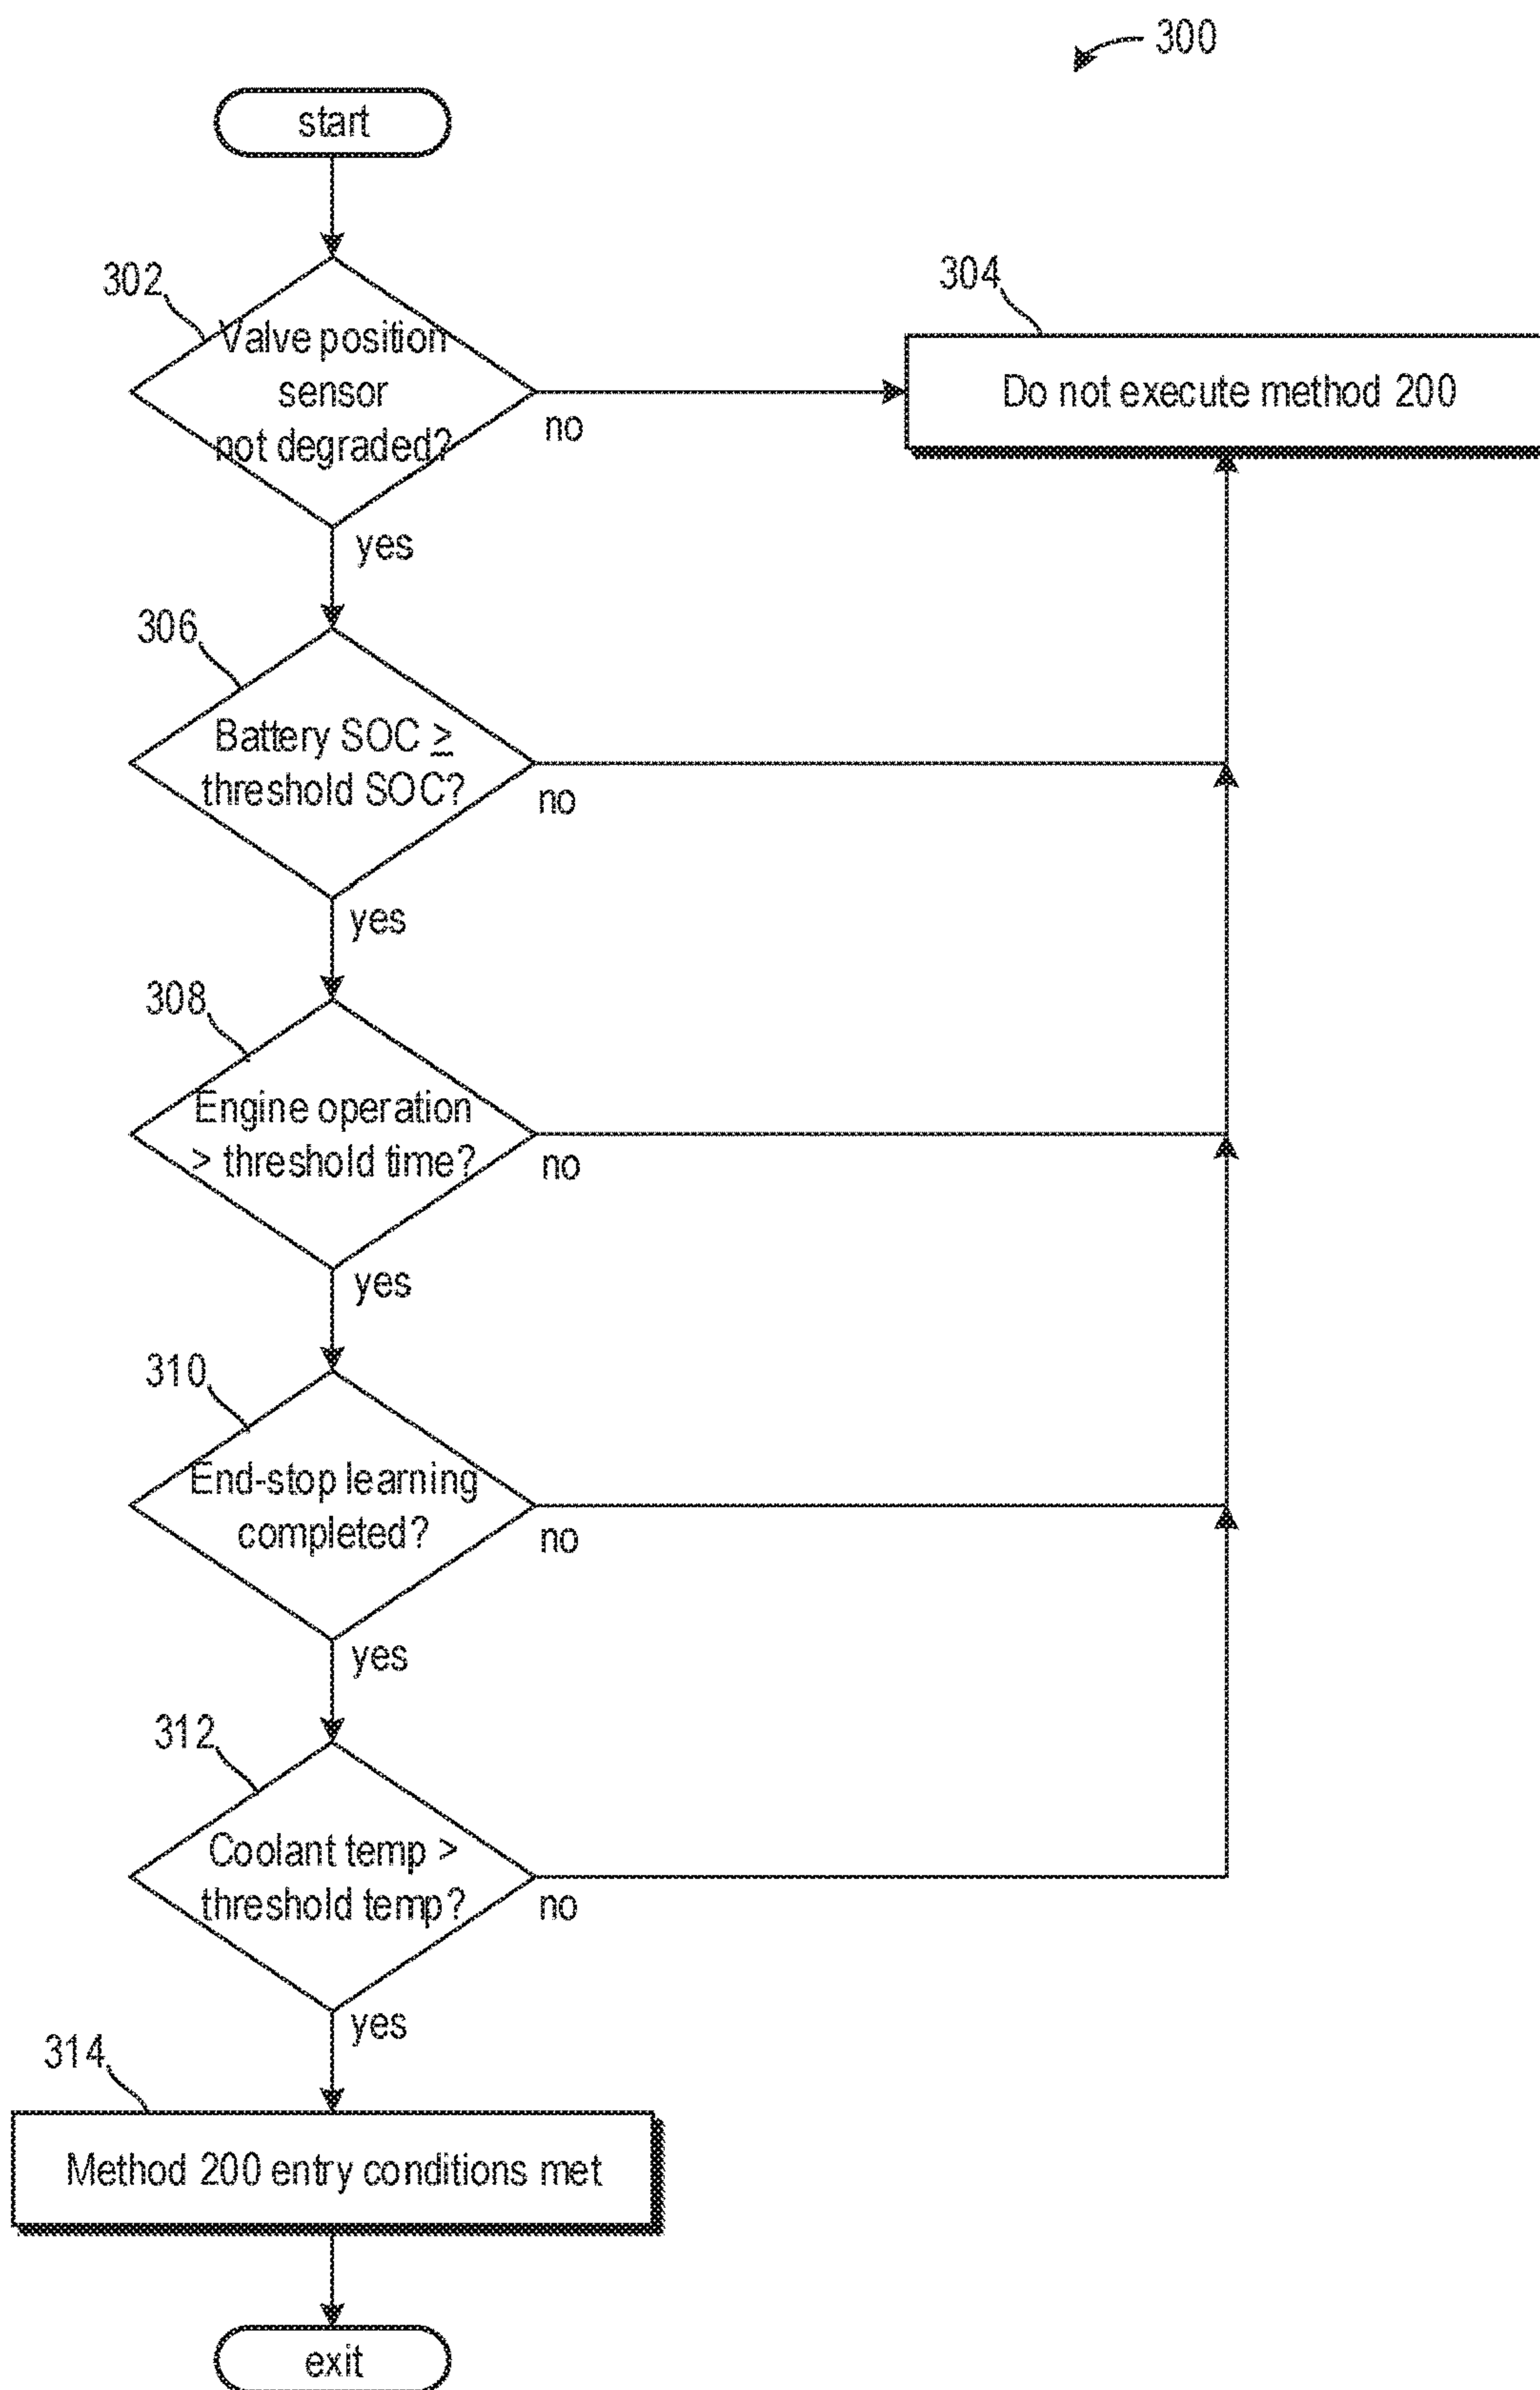 300
start
302
Valve position
sensor
not degraded?
no
yes
304
Do not execute method 200
306
Battery SOC ≥
threshold SOC?
no
yes
308
Engine operation
> threshold time?
no
yes
310
End-stop learning
completed?
no
yes
312
Coolant temp >
threshold temp?
no
yes
314
Method 200 entry conditions met
exit